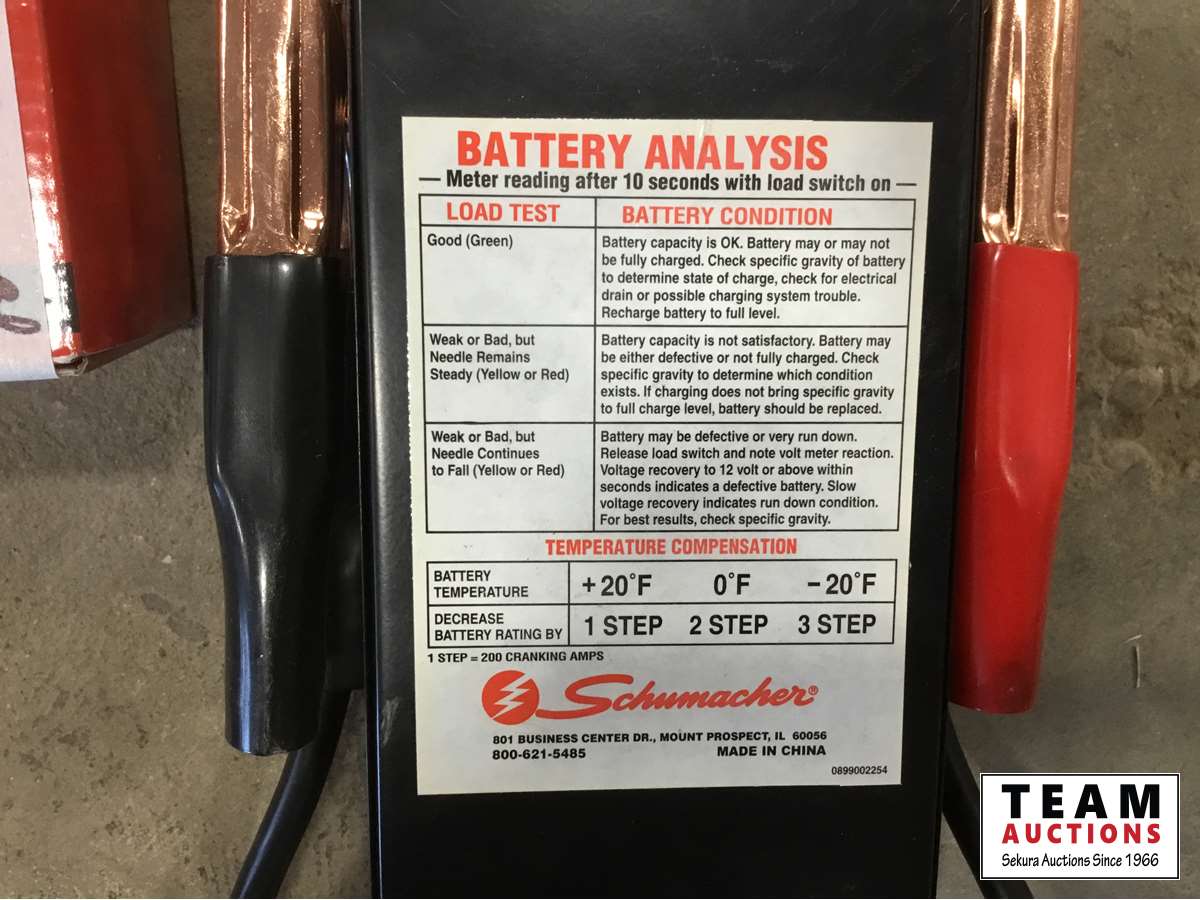 BATTERY ANALYSIS
— Meter reading after 10 seconds with load switch on —
LOAD TEST
BATTERY CONDITION
Good (Green)
Battery capacity is OK. Battery may or may not
be fully charged. Check specific gravity of battery
to determine state of charge, check for electrical
drain or possible charging system trouble.
Recharge battery to full level.
Weak or Bad, but
Needle Remains
Steady (Yellow or Red)
Battery capacity is not satisfactory. Battery may
be either defective or not fully charged. Check
specific gravity to determine which condition
exists. If charging does not bring specific gravity
to full charge level, battery should be replaced.
Weak or Bad, but
Needle Continues
to Fall (Yellow or Red)
Battery may be defective or very run down.
Release load switch and note volt meter reaction.
Voltage recovery to 12 volt or above within
seconds indicates a defective battery. Slow
voltage recovery indicates run down condition.
For best results, check specific gravity.
TEMPERATURE COMPENSATION
BATTERY
TEMPERATURE
+20°F 0°F −20°F
DECREASE
BATTERY RATING BY
1 STEP 2 STEP 3 STEP
1 STEP = 200 CRANKING AMPS
Schumacher®
801 BUSINESS CENTER DR., MOUNT PROSPECT, IL 60056
800-621-5485 MADE IN CHINA
0899002254
TEAM
AUCTIONS
Sekura Auctions Since 1966